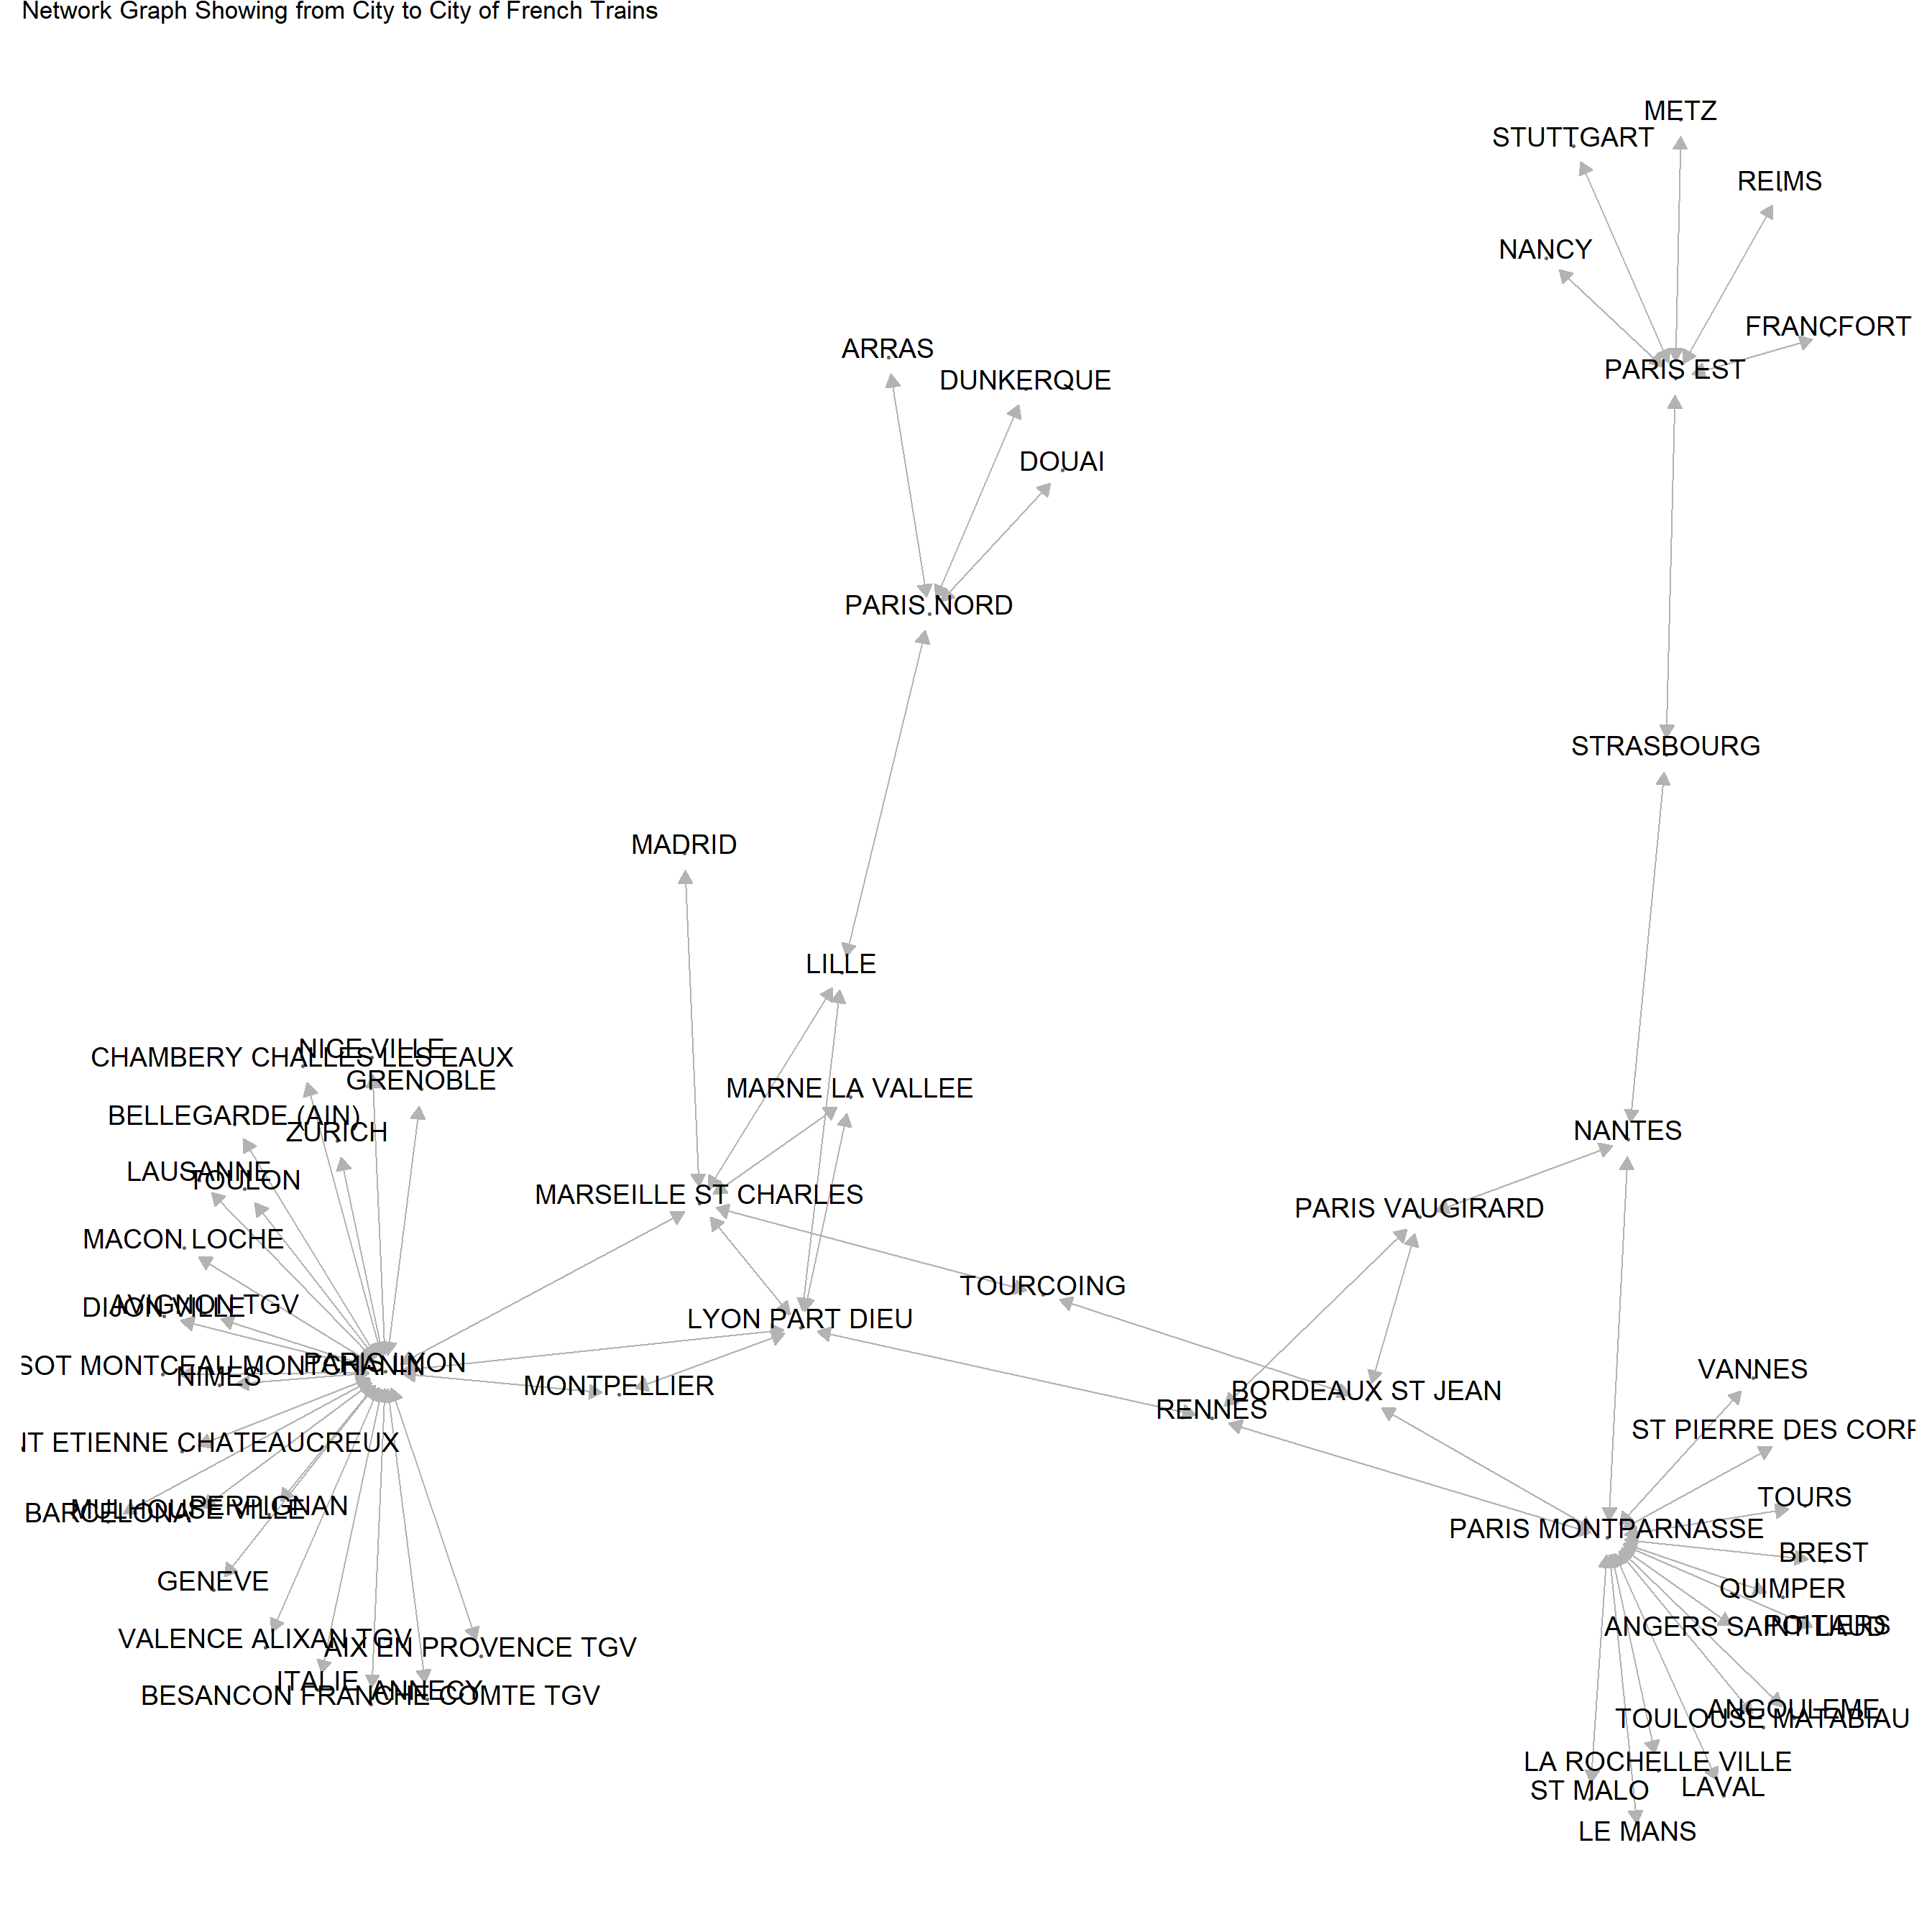 Network Graph Showing from City to City of French Trains
METZ
STUTTGART
REIMS
NANCY
FRANCFORT
ARRAS
PARIS EST
DUNKERQUE
DOUAI
PARIS NORD
STRASBOURG
MADRID
LILLE
NICE VILLE
CHAMBERY CHALLES LES EAUX
GRENOBLE
MARNE LA VALLEE
BELLEGARDE (AIN)
ZURICH
NANTES
LAUSANNE
TOULON
MARSEILLE ST CHARLES
PARIS VAUGIRARD
MACON LOCHE
TOURCOING
AVIGNON TGV
DIJON VILLE
LYON PART DIEU
PARIS LYON
SOT MONTCEAU MONTCHANIN
VANNES
NIMES
MONTPELLIER
BORDEAUX ST JEAN
RENNES
ST PIERRE DES CORP
IT ETIENNE CHATEAUCREUX
TOURS
PERPIGNAN
MULHOUSE VILLE
BARCELONA
PARIS MONTPARNASSE
BREST
GENEVE
QUIMPER
POITIERS
ANGERS SAINT LAUD
VALENCE ALIXAN TGV
AIX EN PROVENCE TGV
ITALIE
ANNECY
BESANCON FRANCHE COMTE TGV
ANGOULEME
TOULOUSE MATABIAU
LA ROCHELLE VILLE
LAVAL
ST MALO
LE MANS